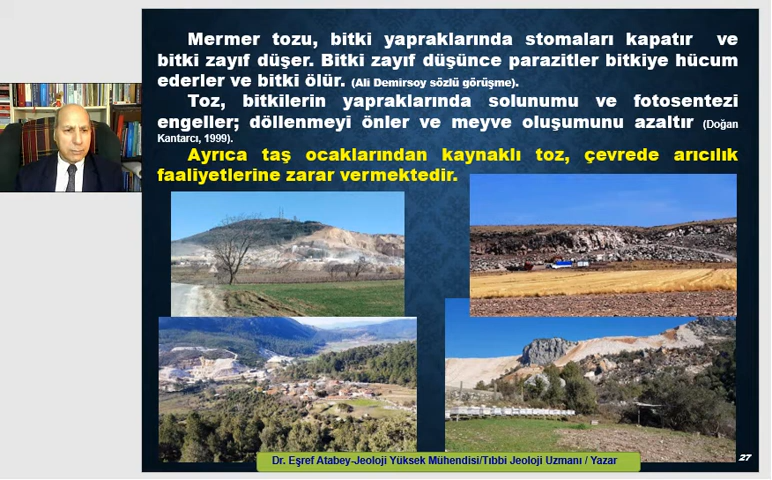 Mermer tozu, bitki yapraklarında stomaları kapatır ve
bitki zayıf düşer. Bitki zayıf düşünce parazitler bitkiye hücum
ederler ve bitki ölür. (Ali Demirsoy sözlü görüşme).
Toz, bitkilerin yapraklarında solunumu ve fotosentezi
engeller; döllenmeyi önler ve meyve oluşumunu azaltır (Doğan
Kantarcı, 1999).
Ayrıca taş ocaklarından kaynaklı toz, çevrede arıcılık
faaliyetlerine zarar vermektedir.
Dr. Eşref Atabey-Jeoloji Yüksek Mühendisi/Tıbbi Jeoloji Uzmanı / Yazar
27